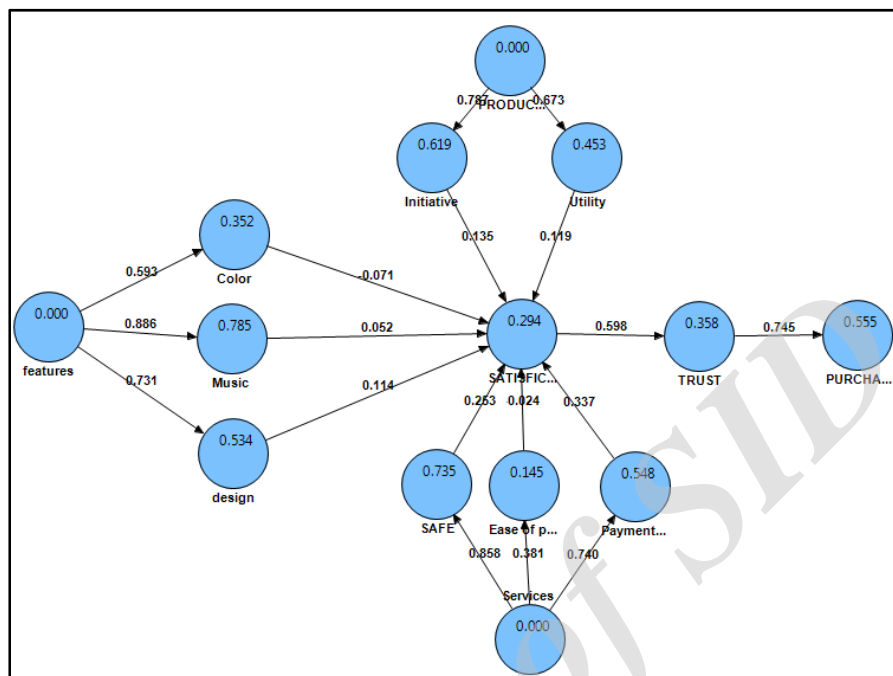 0.000
0.787
0.673
PRODUC...
0.619
0.453
Initiative
Utility
0.352
0.135
0.119
Color
0.593
-0.071
0.000
0.886
0.785
0.052
0.294
0.598
0.358
0.745
0.555
features
Music
SATISFIC...
TRUST
PURCHA...
0.731
0.114
0.534
design
0.253
0.024
0.337
0.735
0.145
0.548
SAFE
Ease of p...
Payment...
0.858
0.381
0.740
Services
0.000
of SID